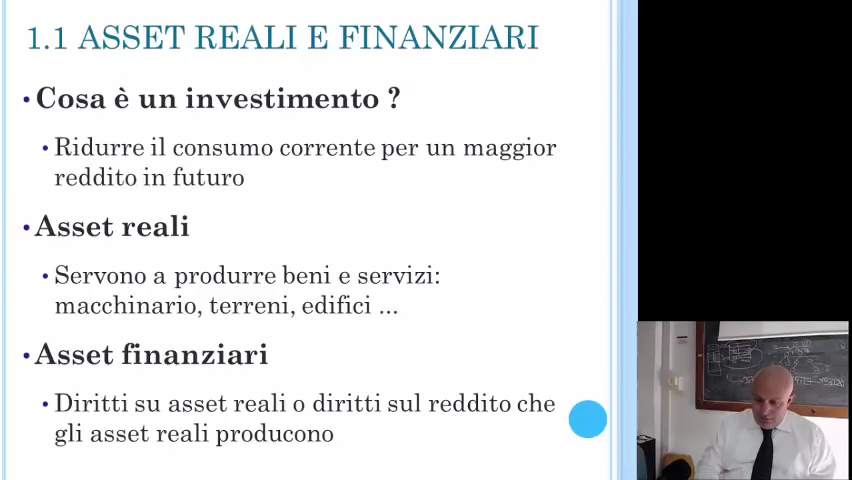 1.1 ASSET REALI E FINANZIARI
• Cosa è un investimento ?
• Ridurre il consumo corrente per un maggior
reddito in futuro
• Asset reali
• Servono a produrre beni e servizi:
macchinario, terreni, edifici ...
• Asset finanziari
• Diritti su asset reali o diritti sul reddito che
gli asset reali producono